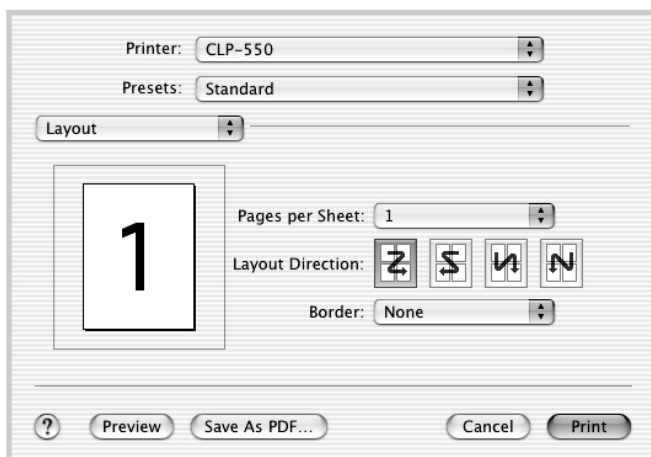 Printer: CLP-550
Presets: Standard
Layout
1
Pages per Sheet: 1
Layout Direction:
Border: None
? Preview Save As PDF... Cancel Print